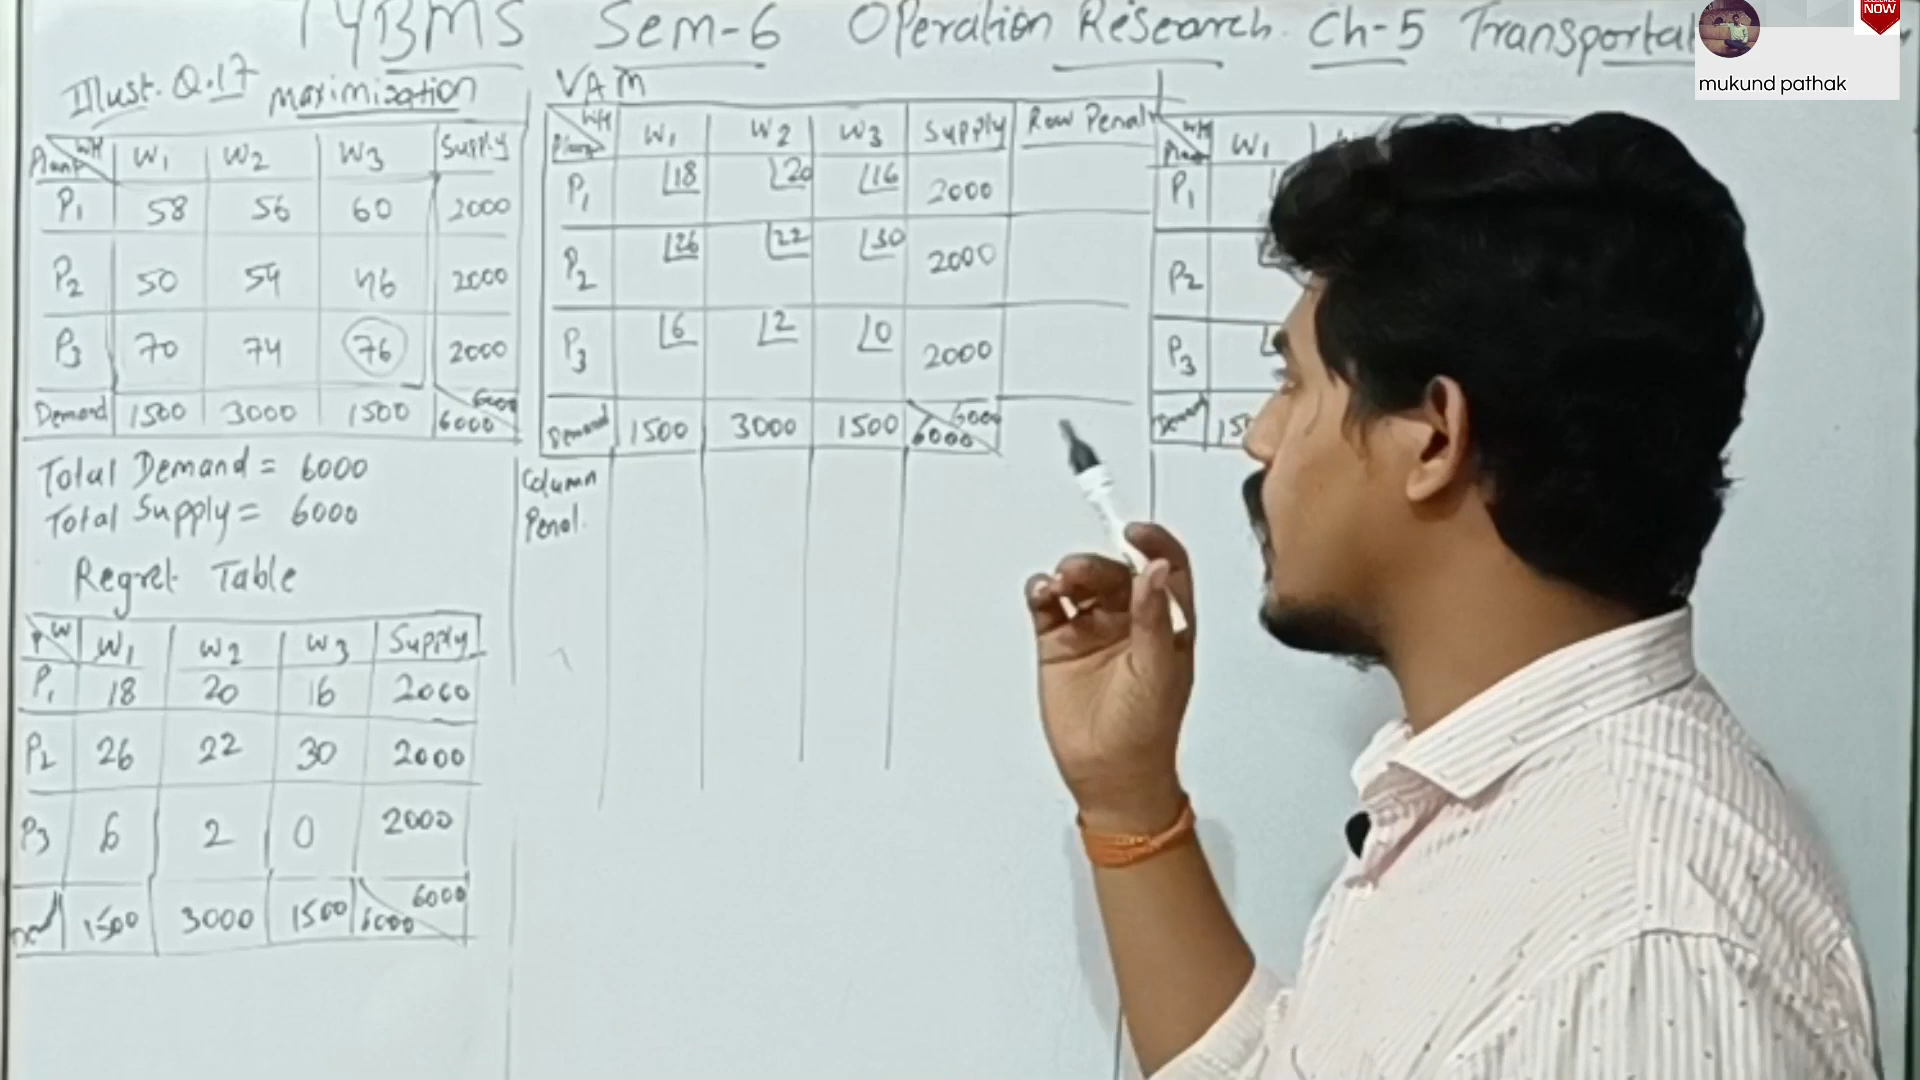 TYBMS Sem-6 Operation Research. Ch-5
NOW
mukund pathak
Illust. Q.17 Maximization
WH W1 W2 W3 Supply
Plant
P1 58 56 60 2000
P2 50 54 46 2000
P3 70 74 76 2000
Demand 1500 3000 1500 6000 6000
Total Demand = 6000
Total Supply = 6000
Regret Table
P W W1 W2 W3 Supply
P1 18 20 16 2000
P2 26 22 30 2000
P3 6 2 0 2000
1500 3000 1500 6000 6000
VAM
WH W1 W2 W3 Supply Row Penal
Plant
P1 18 20 16 2000
P2 26 22 30 2000
P3 6 2 0 2000
Demand 1500 3000 1500 6000 6000
Column
Penal.
WH W1
Plant
P1
P2
P3
Demand